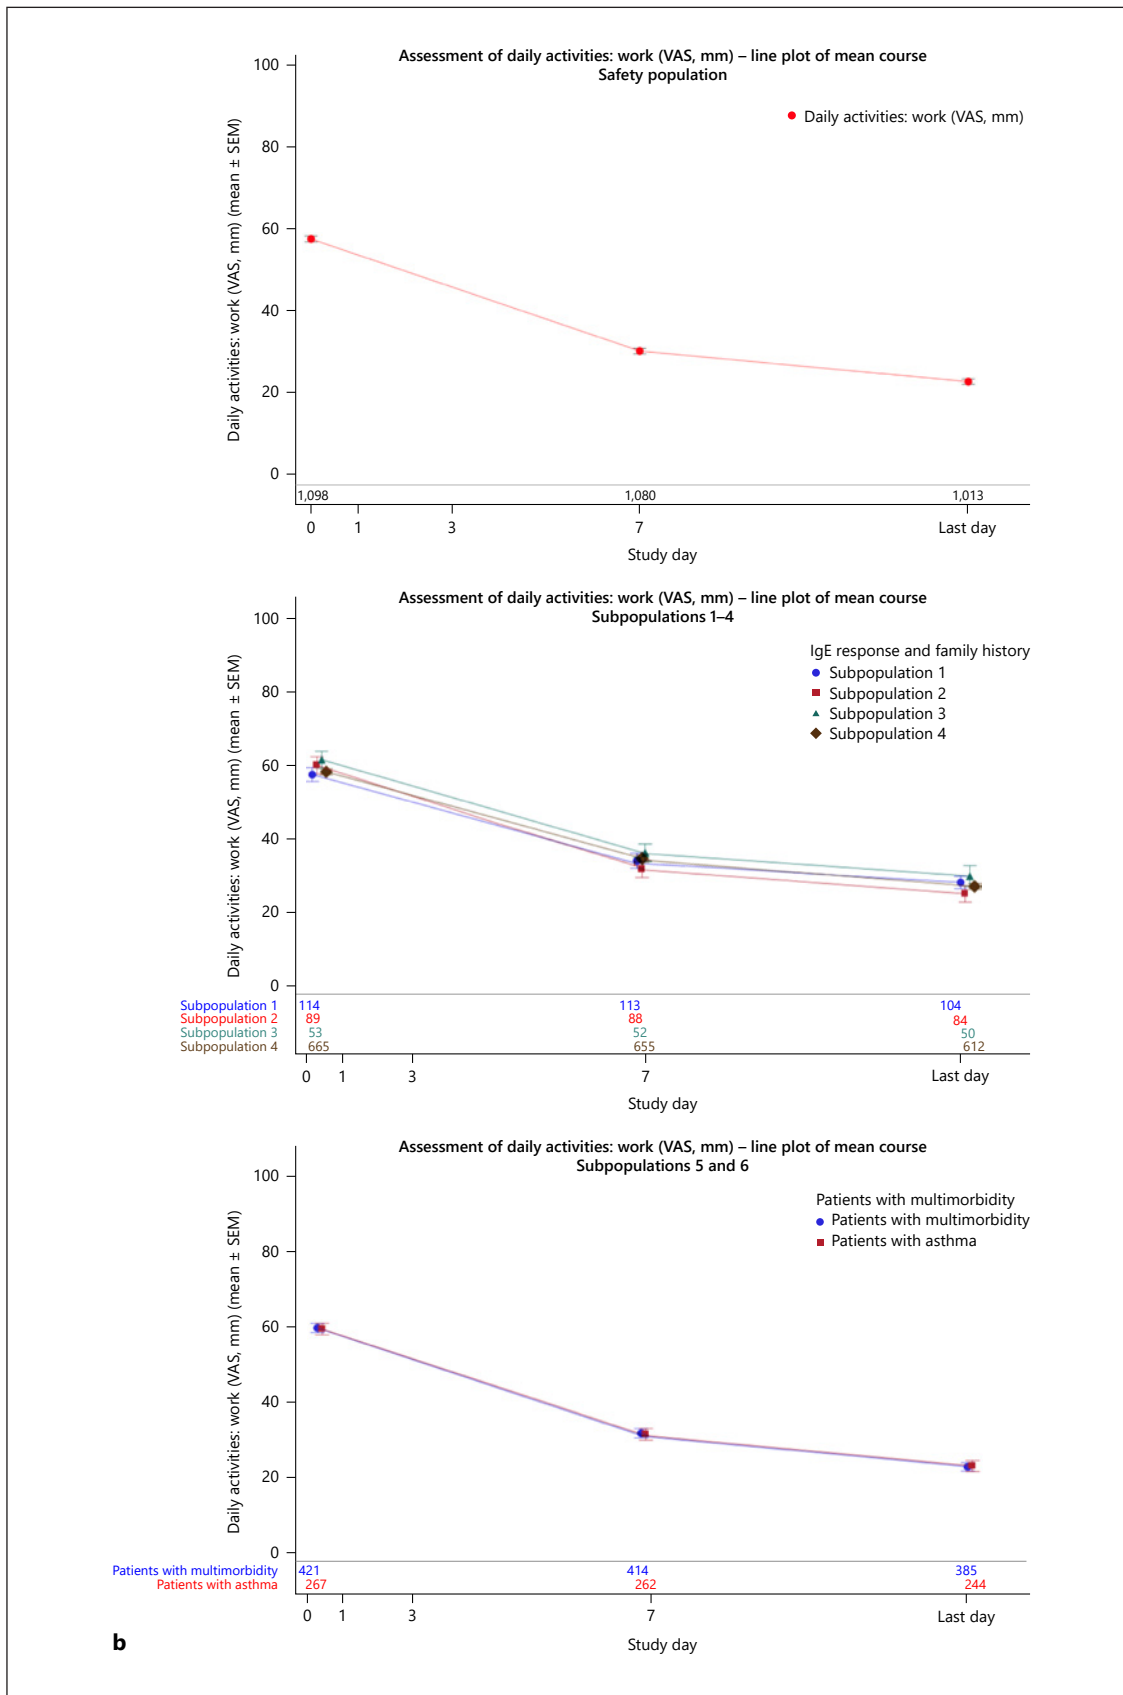 Assessment of daily activities: work (VAS, mm) – line plot of mean course
Safety population
Daily activities: work (VAS, mm) (mean ± SEM)
100
80
60
40
20
0
Daily activities: work (VAS, mm)
1,098 1,080 1,013
0 1 3 7 Last day
Study day
Assessment of daily activities: work (VAS, mm) – line plot of mean course
Subpopulations 1–4
Daily activities: work (VAS, mm) (mean ± SEM)
100
80
60
40
20
0
IgE response and family history
Subpopulation 1
Subpopulation 2
Subpopulation 3
Subpopulation 4
Subpopulation 1 114 113 104
Subpopulation 2 89 88 84
Subpopulation 3 53 52 50
Subpopulation 4 665 655 612
0 1 3 7 Last day
Study day
Assessment of daily activities: work (VAS, mm) – line plot of mean course
Subpopulations 5 and 6
Daily activities: work (VAS, mm) (mean ± SEM)
100
80
60
40
20
0
Patients with multimorbidity
Patients with multimorbidity
Patients with asthma
Patients with multimorbidity 421 414 385
Patients with asthma 267 262 244
0 1 3 7 Last day
Study day
b